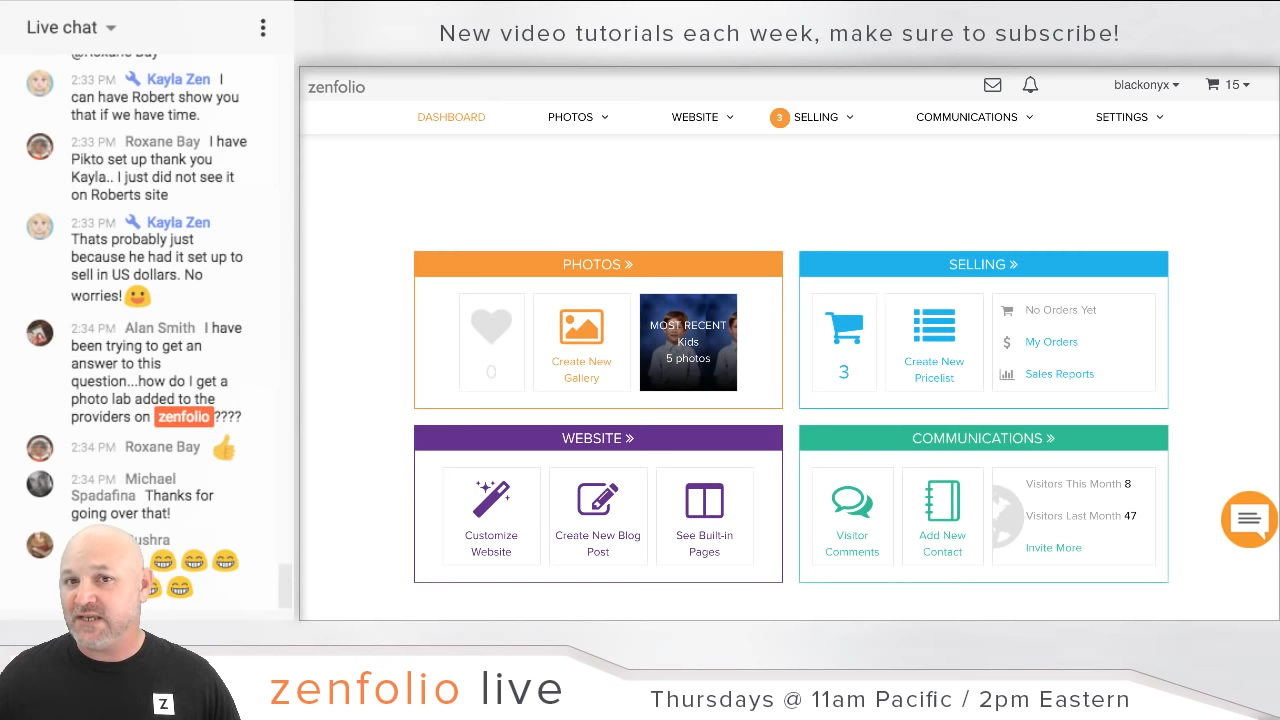 New video tutorials each week, make sure to subscribe!
Live chat
@Roxane Bay
2:33 PM Kayla Zen I
can have Robert show you
that if we have time.
2:33 PM Roxane Bay I have
Pikto set up thank you
Kayla.. I just did not see it
on Roberts site
2:33 PM Kayla Zen
Thats probably just
because he had it set up to
sell in US dollars. No
worries!
2:34 PM Alan Smith I have
been trying to get an
answer to this
question...how do I get a
photo lab added to the
providers on zenfolio????
2:34 PM Roxane Bay
2:34 PM Michael
Spadafina Thanks for
going over that!
zenfolio
blackonyx
15
DASHBOARD
PHOTOS
WEBSITE
3 SELLING
COMMUNICATIONS
SETTINGS
PHOTOS »
0
Create New
Gallery
MOST RECENT
Kids
5 photos
SELLING »
3
Create New
Pricelist
No Orders Yet
$ My Orders
Sales Reports
WEBSITE »
Customize
Website
Create New Blog
Post
See Built-in
Pages
COMMUNICATIONS »
Visitor
Comments
Add New
Contact
Visitors This Month 8
Visitors Last Month 47
Invite More
Z
zenfolio live
Thursdays @ 11am Pacific / 2pm Eastern